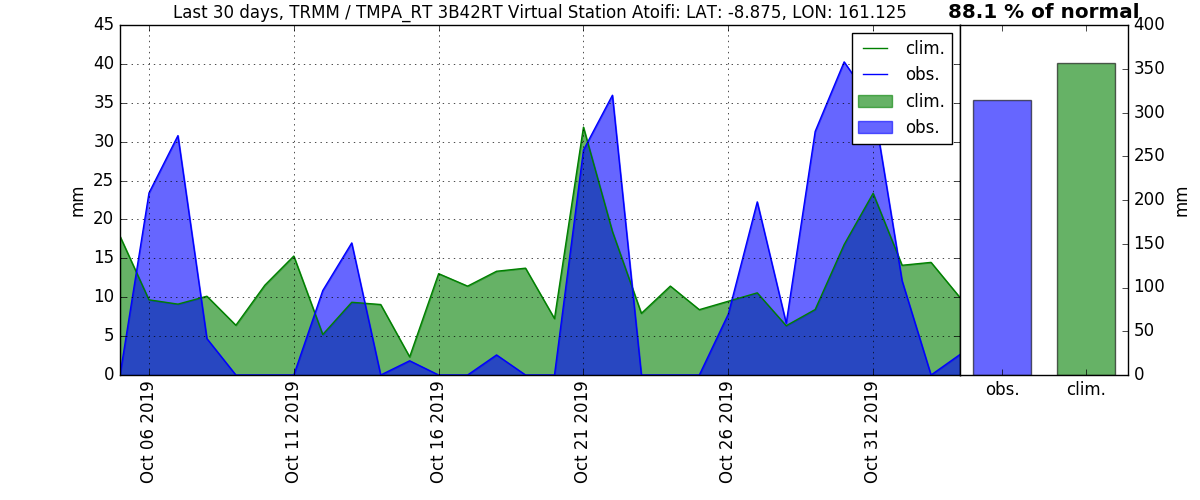 Last 30 days, TRMM / TMPA_RT 3B42RT Virtual Station Atoifi: LAT: -8.875, LON: 161.125
88.1 % of normal
mm
45
40
35
30
25
20
15
10
5
0
clim.
obs.
clim.
obs.
Oct 06 2019
Oct 11 2019
Oct 16 2019
Oct 21 2019
Oct 26 2019
Oct 31 2019
400
350
300
250
200
150
100
50
0
mm
obs.
clim.